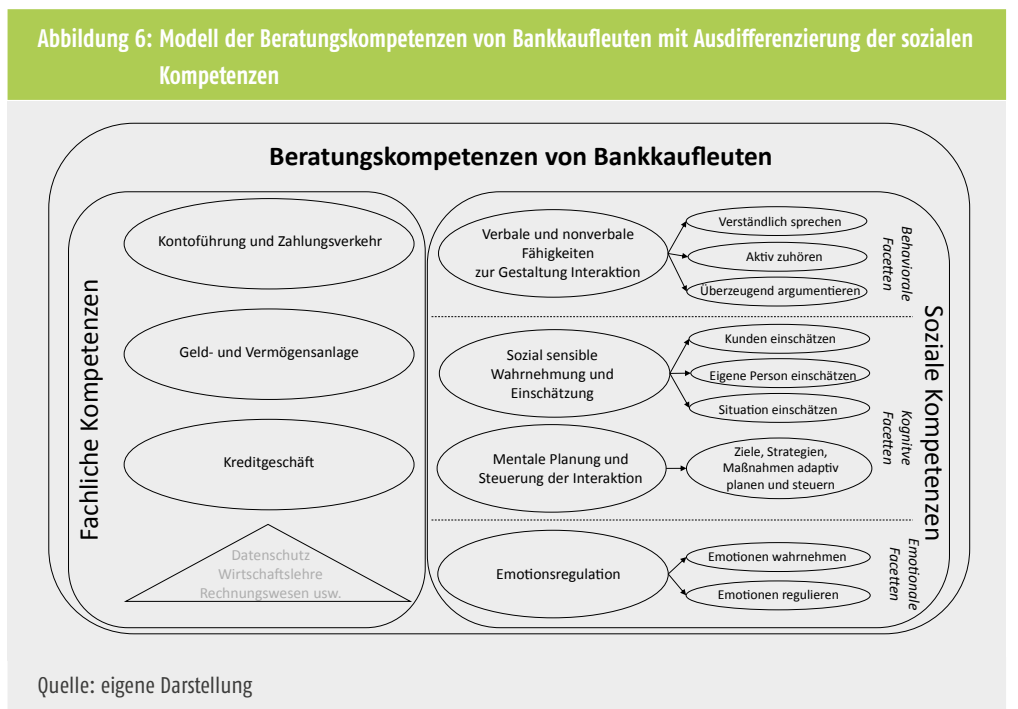 Abbildung 6: Modell der Beratungskompetenzen von Bankkaufleuten mit Ausdifferenzierung der sozialen
Kompetenzen
Beratungskompetenzen von Bankkaufleuten
Fachliche Kompetenzen
Kontoführung und Zahlungsverkehr
Geld- und Vermögensanlage
Kreditgeschäft
Datenschutz
Wirtschaftslehre
Rechnungswesen usw.
Verbale und nonverbale
Fähigkeiten
zur Gestaltung Interaktion
Verständlich sprechen
Aktiv zuhören
Überzeugend argumentieren
Behaviorale
Facetten
Sozial sensible
Wahrnehmung und
Einschätzung
Kunden einschätzen
Eigene Person einschätzen
Situation einschätzen
Mentale Planung und
Steuerung der Interaktion
Ziele, Strategien,
Maßnahmen adaptiv
planen und steuern
Kognitve
Facetten
Emotionsregulation
Emotionen wahrnehmen
Emotionen regulieren
Emotionale
Facetten
Soziale Kompetenzen
Quelle: eigene Darstellung